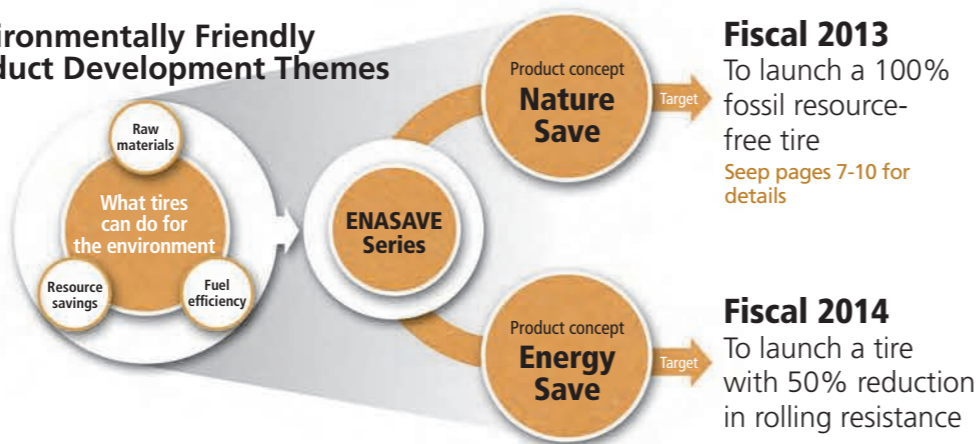 ironmentally Friendly
duct Development Themes
Raw
materials
What tires
can do for
the environment
Resource
savings
Fuel
efficiency
ENASAVE
Series
Product concept
Nature
Save
Target
Fiscal 2013
To launch a 100%
fossil resource-
free tire
Seep pages 7-10 for
details
Product concept
Energy
Save
Target
Fiscal 2014
To launch a tire
with 50% reduction
in rolling resistance